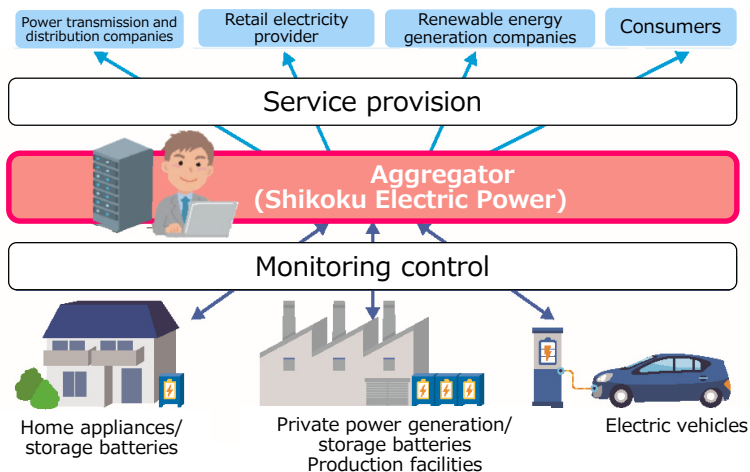 Power transmission and
distribution companies
Retail electricity
provider
Renewable energy
generation companies
Consumers
Service provision
Aggregator
(Shikoku Electric Power)
Monitoring control
Home appliances/
storage batteries
Private power generation/
storage batteries
Production facilities
Electric vehicles